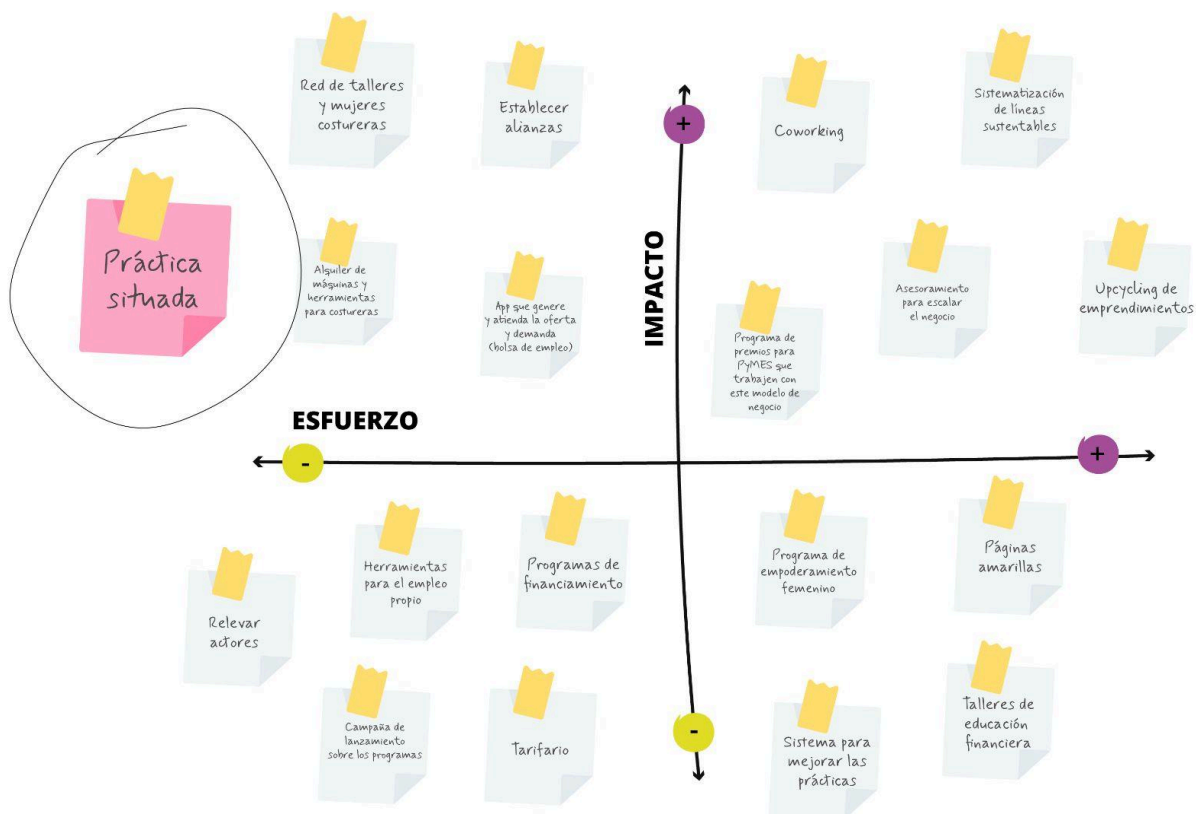 Red de talleres
y mujeres
costureras
Establecer
alianzas
Coworking
Sistematización
de líneas
sustentables
+
Práctica
situada
Alquiler de
máquinas y
herramientas
para costureras
App que genere
y atienda la oferta
y demanda
(bolsa de empleo)
IMPACTO
Programa de
premios para
PyMES que
trabajen con
este modelo de
negocio
Asesoramiento
para escalar
el negocio
Upcycling de
emprendimientos
ESFUERZO
-
+
Relevar
actores
Herramientas
para el empleo
propio
Programas de
financiamiento
Programa de
empoderamiento
femenino
Páginas
amarillas
Campaña de
lanzamiento
sobre los programas
Tarifario
-
Sistema para
mejorar las
prácticas
Talleres de
educación
financiera